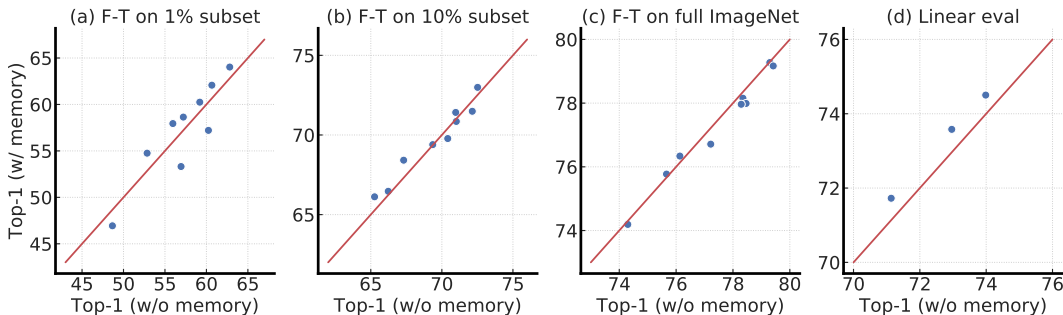 (a) F-T on 1% subset
(b) F-T on 10% subset
(c) F-T on full ImageNet
(d) Linear eval
Top-1 (w/ memory)
65
60
55
50
45
45 50 55 60 65
Top-1 (w/o memory)
75
70
65
65 70 75
Top-1 (w/o memory)
80
78
76
74
74 76 78 80
Top-1 (w/o memory)
76
74
72
70
70 72 74 76
Top-1 (w/o memory)